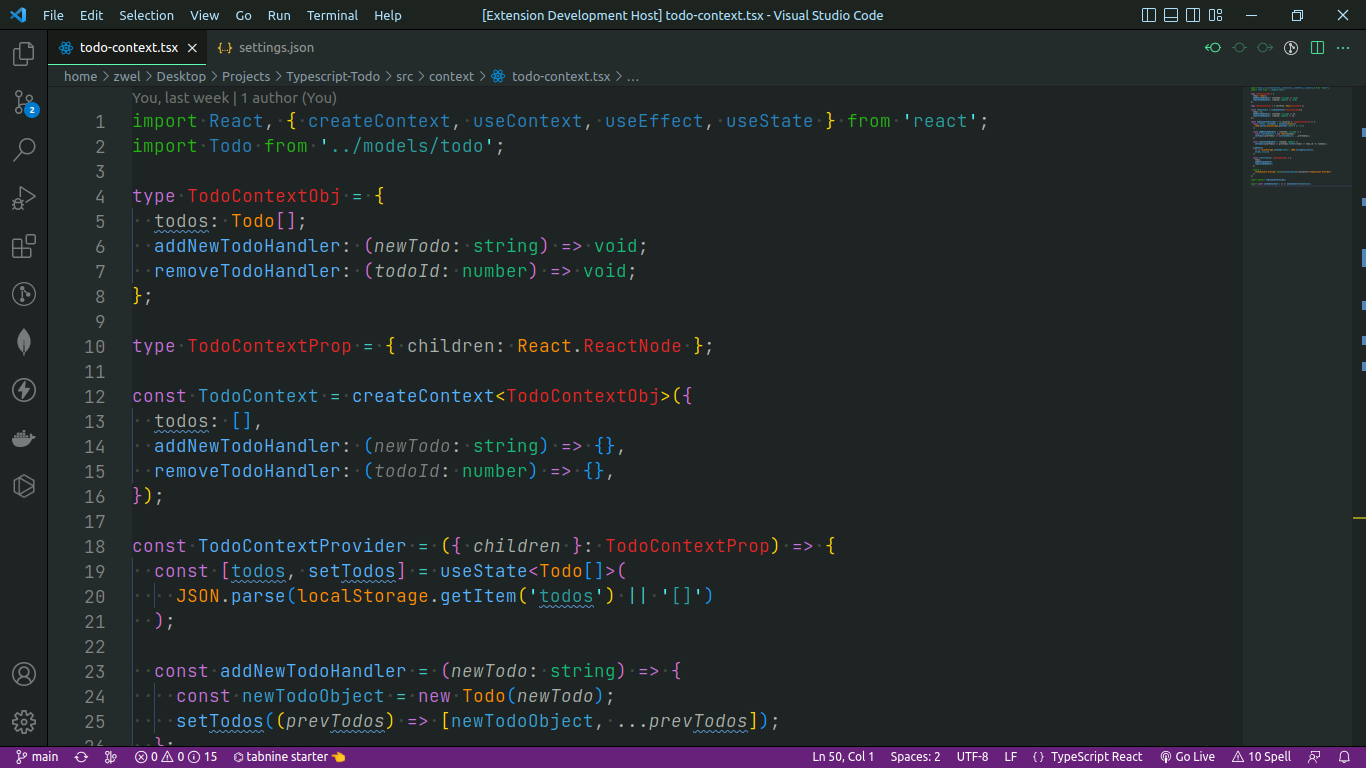 File Edit Selection View Go Run Terminal Help [Extension Development Host] todo-context.tsx - Visual Studio Code
todo-context.tsx settings.json
home > zwel > Desktop > Projects > Typescript-Todo > src > context > todo-context.tsx > ...
You, last week | 1 author (You)
1 import React, { createContext, useContext, useEffect, useState } from 'react';
2 import Todo from '../models/todo';
3
4 type TodoContextObj = {
5 todos: Todo[];
6 addNewTodoHandler: (newTodo: string) => void;
7 removeTodoHandler: (todoId: number) => void;
8 };
9
10 type TodoContextProp = { children: React.ReactNode };
11
12 const TodoContext = createContext<TodoContextObj>({
13 todos: [],
14 addNewTodoHandler: (newTodo: string) => {},
15 removeTodoHandler: (todoId: number) => {},
16 });
17
18 const TodoContextProvider = ({ children }: TodoContextProp) => {
19 const [todos, setTodos] = useState<Todo[]>(
20 JSON.parse(localStorage.getItem('todos') || '[]')
21 );
22
23 const addNewTodoHandler = (newTodo: string) => {
24 const newTodoObject = new Todo(newTodo);
25 setTodos((prevTodos) => [newTodoObject, ...prevTodos]);
26 };
2
main 0 0 15 tabnine starter Ln 50, Col 1 Spaces: 2 UTF-8 LF {} TypeScript React Go Live 10 Spell